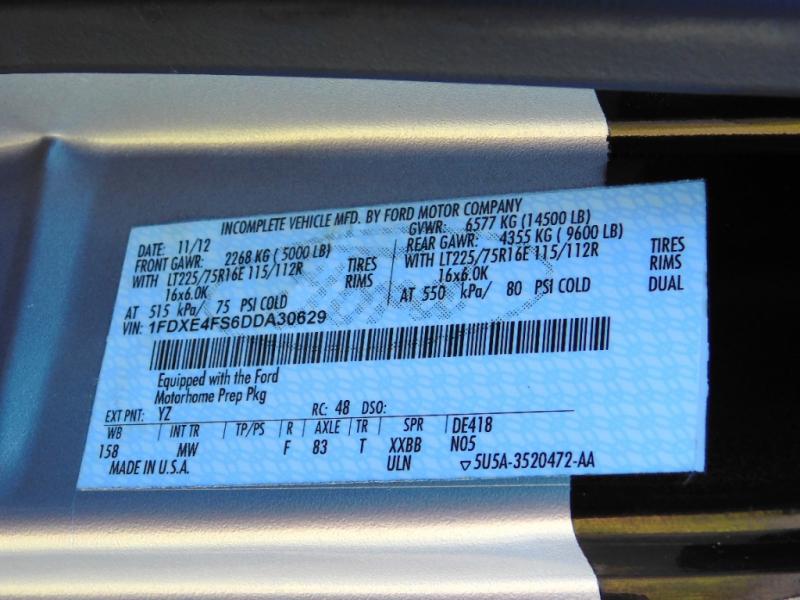 INCOMPLETE VEHICLE MFD. BY FORD MOTOR COMPANY
DATE: 11/12 GVWR: 6577 KG (14500 LB)
FRONT GAWR: 2268 KG ( 5000 LB) REAR GAWR: 4355 KG ( 9600 LB)
WITH LT225/75R16E 115/112R TIRES WITH LT225/75R16E 115/112R TIRES
16x6.0K RIMS 16x6.0K RIMS
AT 515 kPa/ 75 PSI COLD AT 550 kPa/ 80 PSI COLD DUAL
VIN: 1FDXE4FS6DDA30629
Equipped with the Ford
Motorhome Prep Pkg
EXT PNT: YZ RC: 48 DSO:
WB INT TR TP/PS R AXLE TR SPR DE418
158 MW F 83 T XXBB N05
MADE IN U.S.A. ULN ▽5U5A-3520472-AA